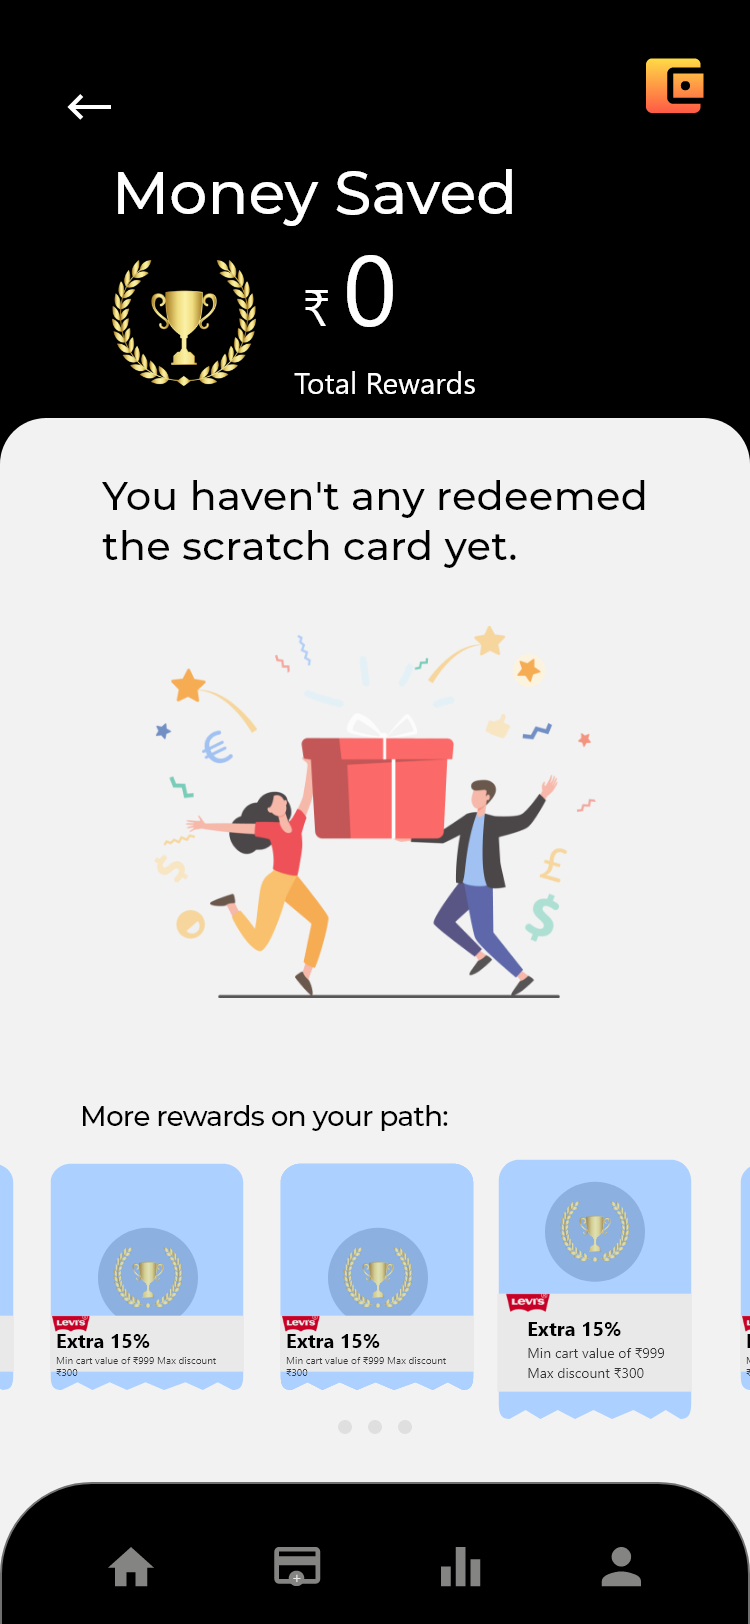 Money Saved
₹ 0
Total Rewards
You haven't any redeemed
the scratch card yet.
€
$
£
$
More rewards on your path:
Levi's
Extra 15%
Min cart value of ₹999 Max discount
₹300
Levi's
Extra 15%
Min cart value of ₹999 Max discount
₹300
Levi's
Extra 15%
Min cart value of ₹999
Max discount ₹300